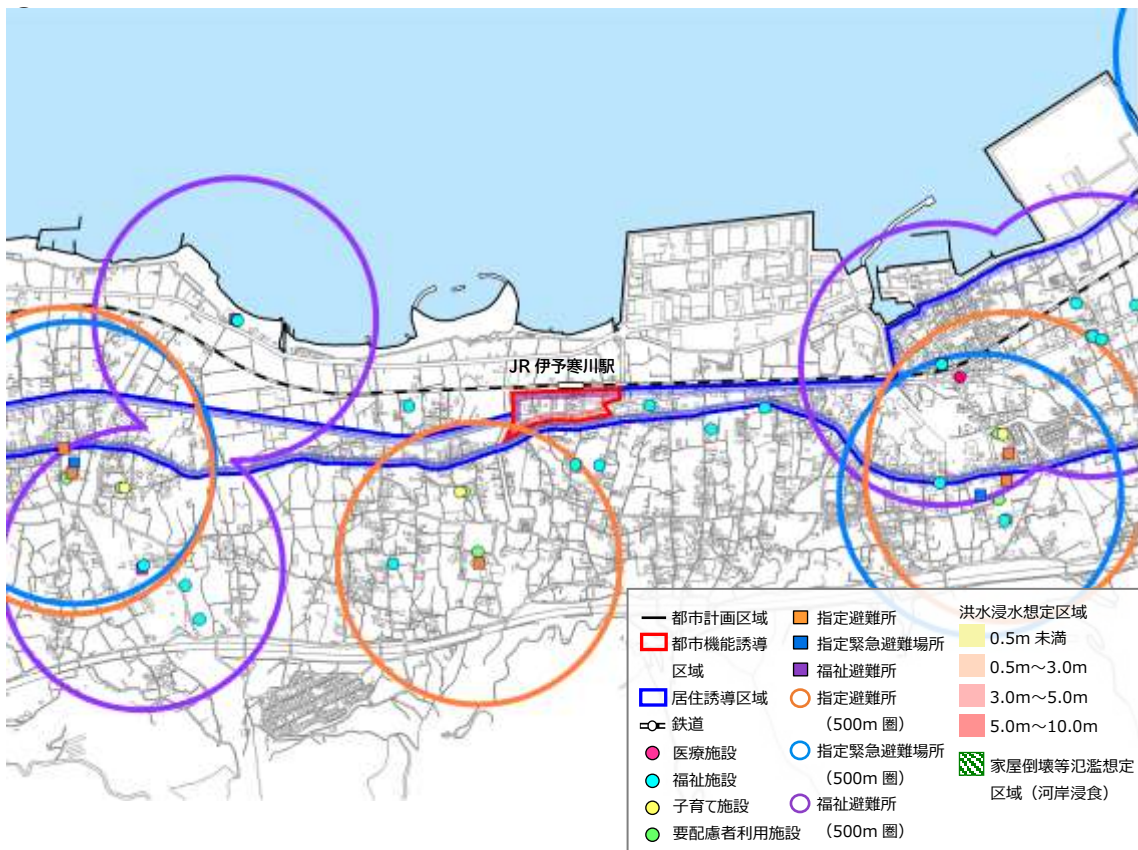 JR 伊予寒川駅
都市計画区域
都市機能誘導
区域
居住誘導区域
鉄道
医療施設
福祉施設
子育て施設
要配慮者利用施設
指定避難所
指定緊急避難場所
福祉避難所
指定避難所
（500m 圏）
指定緊急避難場所
（500m 圏）
福祉避難所
（500m 圏）
洪水浸水想定区域
0.5m 未満
0.5m～3.0m
3.0m～5.0m
5.0m～10.0m
家屋倒壊等氾濫想定
区域（河岸浸食）